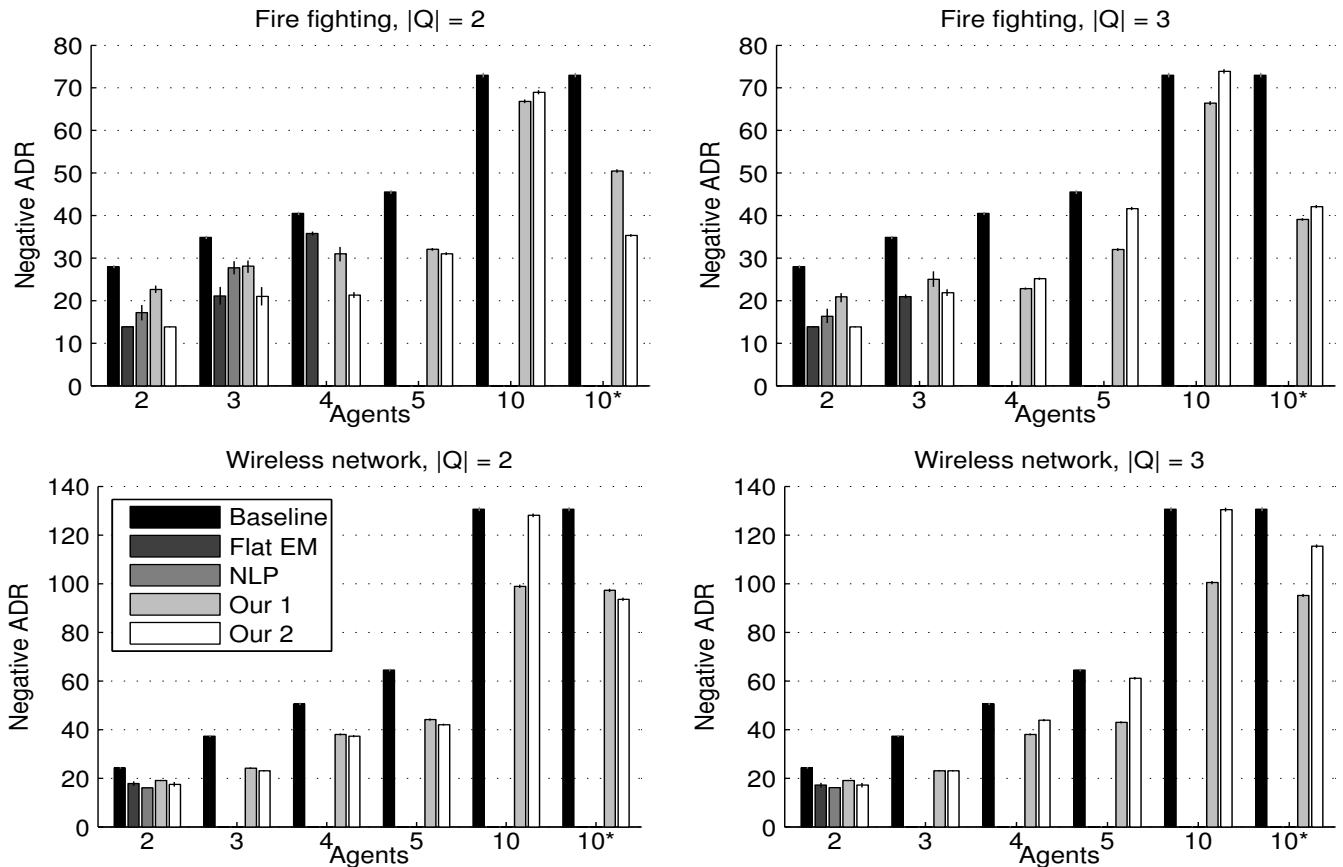 Fire fighting, |Q| = 2
Negative ADR
80
70
60
50
40
30
20
10
0
2 3 4 5 10 10*
Agents
Fire fighting, |Q| = 3
Negative ADR
80
70
60
50
40
30
20
10
0
2 3 4 5 10 10*
Agents
Wireless network, |Q| = 2
Negative ADR
140
120
100
80
60
40
20
0
Baseline
Flat EM
NLP
Our 1
Our 2
2 3 4 5 10 10*
Agents
Wireless network, |Q| = 3
Negative ADR
140
120
100
80
60
40
20
0
2 3 4 5 10 10*
Agents